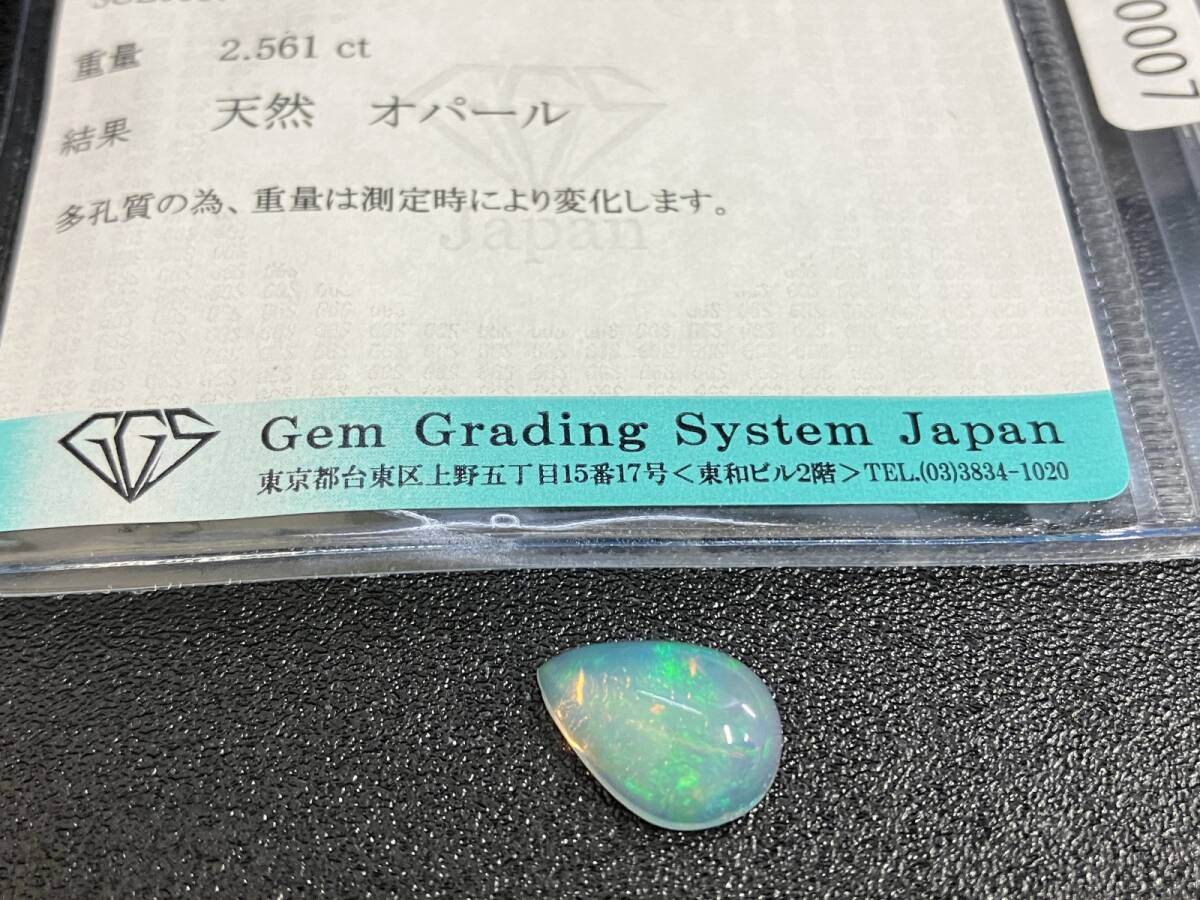 重量 2.561 ct
結果 天然 オパール
多孔質の為、重量は測定時により変化します。
Japan
GGS Gem Grading System Japan
東京都台東区上野五丁目15番17号＜東和ビル2階＞TEL.(03)3834-1020
0007